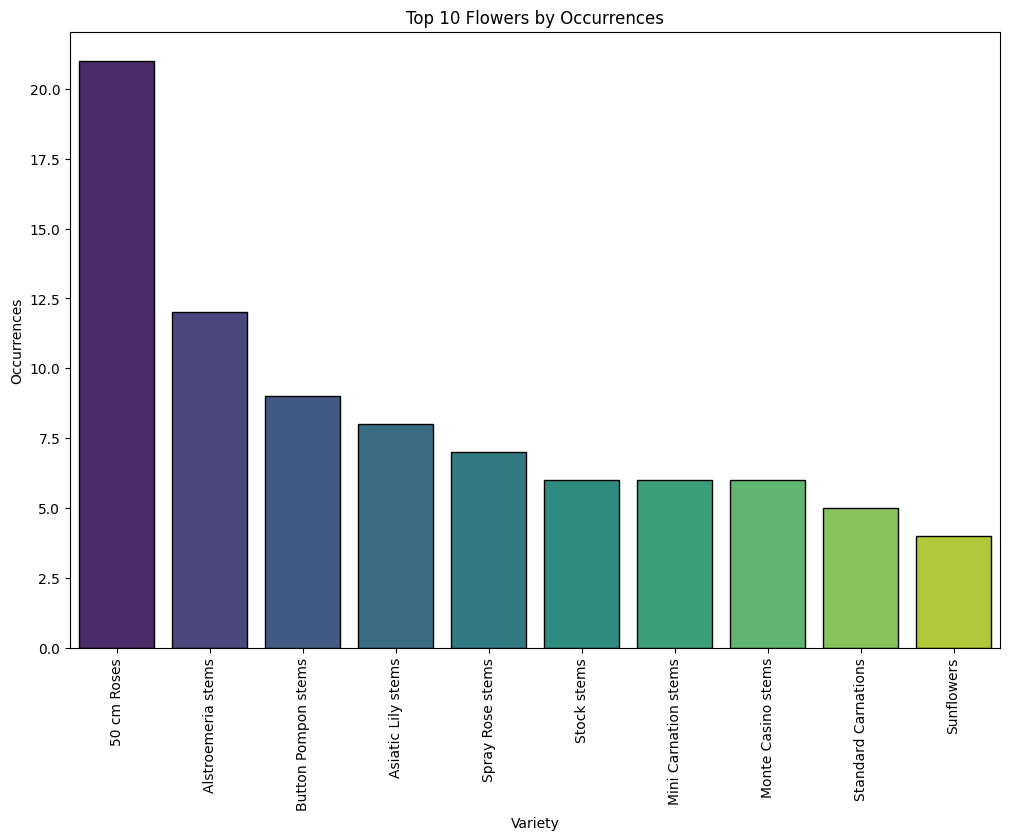 Top 10 Flowers by Occurrences
Occurrences
20.0
17.5
15.0
12.5
10.0
7.5
5.0
2.5
0.0
50 cm Roses
Alstroemeria stems
Button Pompon stems
Asiatic Lily stems
Spray Rose stems
Stock stems
Mini Carnation stems
Monte Casino stems
Standard Carnations
Sunflowers
Variety